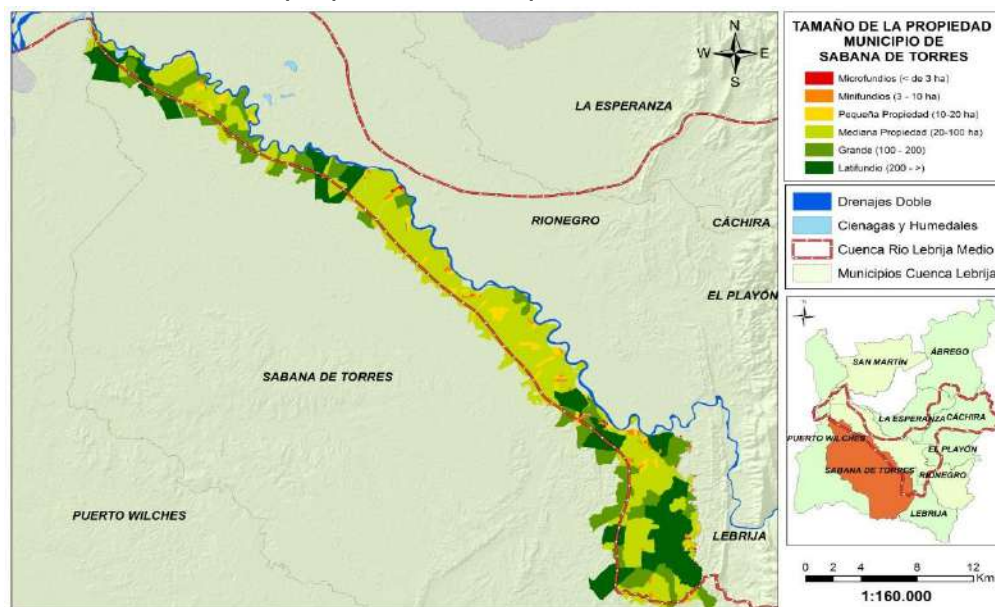 TAMAÑO DE LA PROPIEDAD
MUNICIPIO DE
SABANA DE TORRES
Microfundios (< de 3 ha)
Minifundios (3 - 10 ha)
Pequeña Propiedad (10-20 ha)
Mediana Propiedad (20-100 ha)
Grande (100 - 200)
Latifundio (200 - >)
Drenajes Doble
Cienagas y Humedales
Cuenca Rio Lebrija Medio
Municipios Cuenca Lebrija
N
W E
S
LA ESPERANZA
RIONEGRO
CÁCHIRA
EL PLAYÓN
SABANA DE TORRES
PUERTO WILCHES
LEBRIJA
N
SAN MARTÍN
ÁBREGO
LA ESPERANZA
CÁCHIRA
PUERTO WILCHES
EL PLAYÓN
SABANA DE TORRES
RIONEGRO
LEBRIJA
0 2 4 8 12
Km
1:160.000